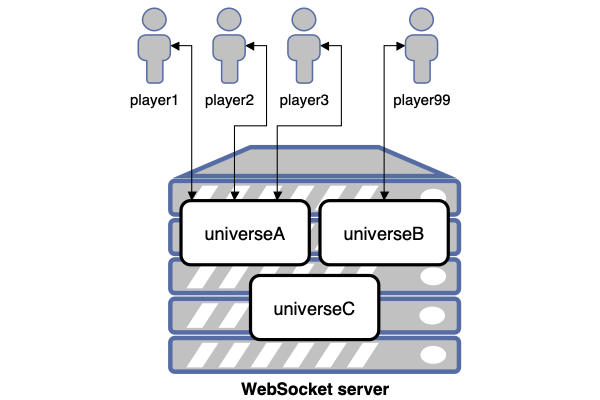 player1
player2
player3
player99
universeA
universeB
universeC
WebSocket server